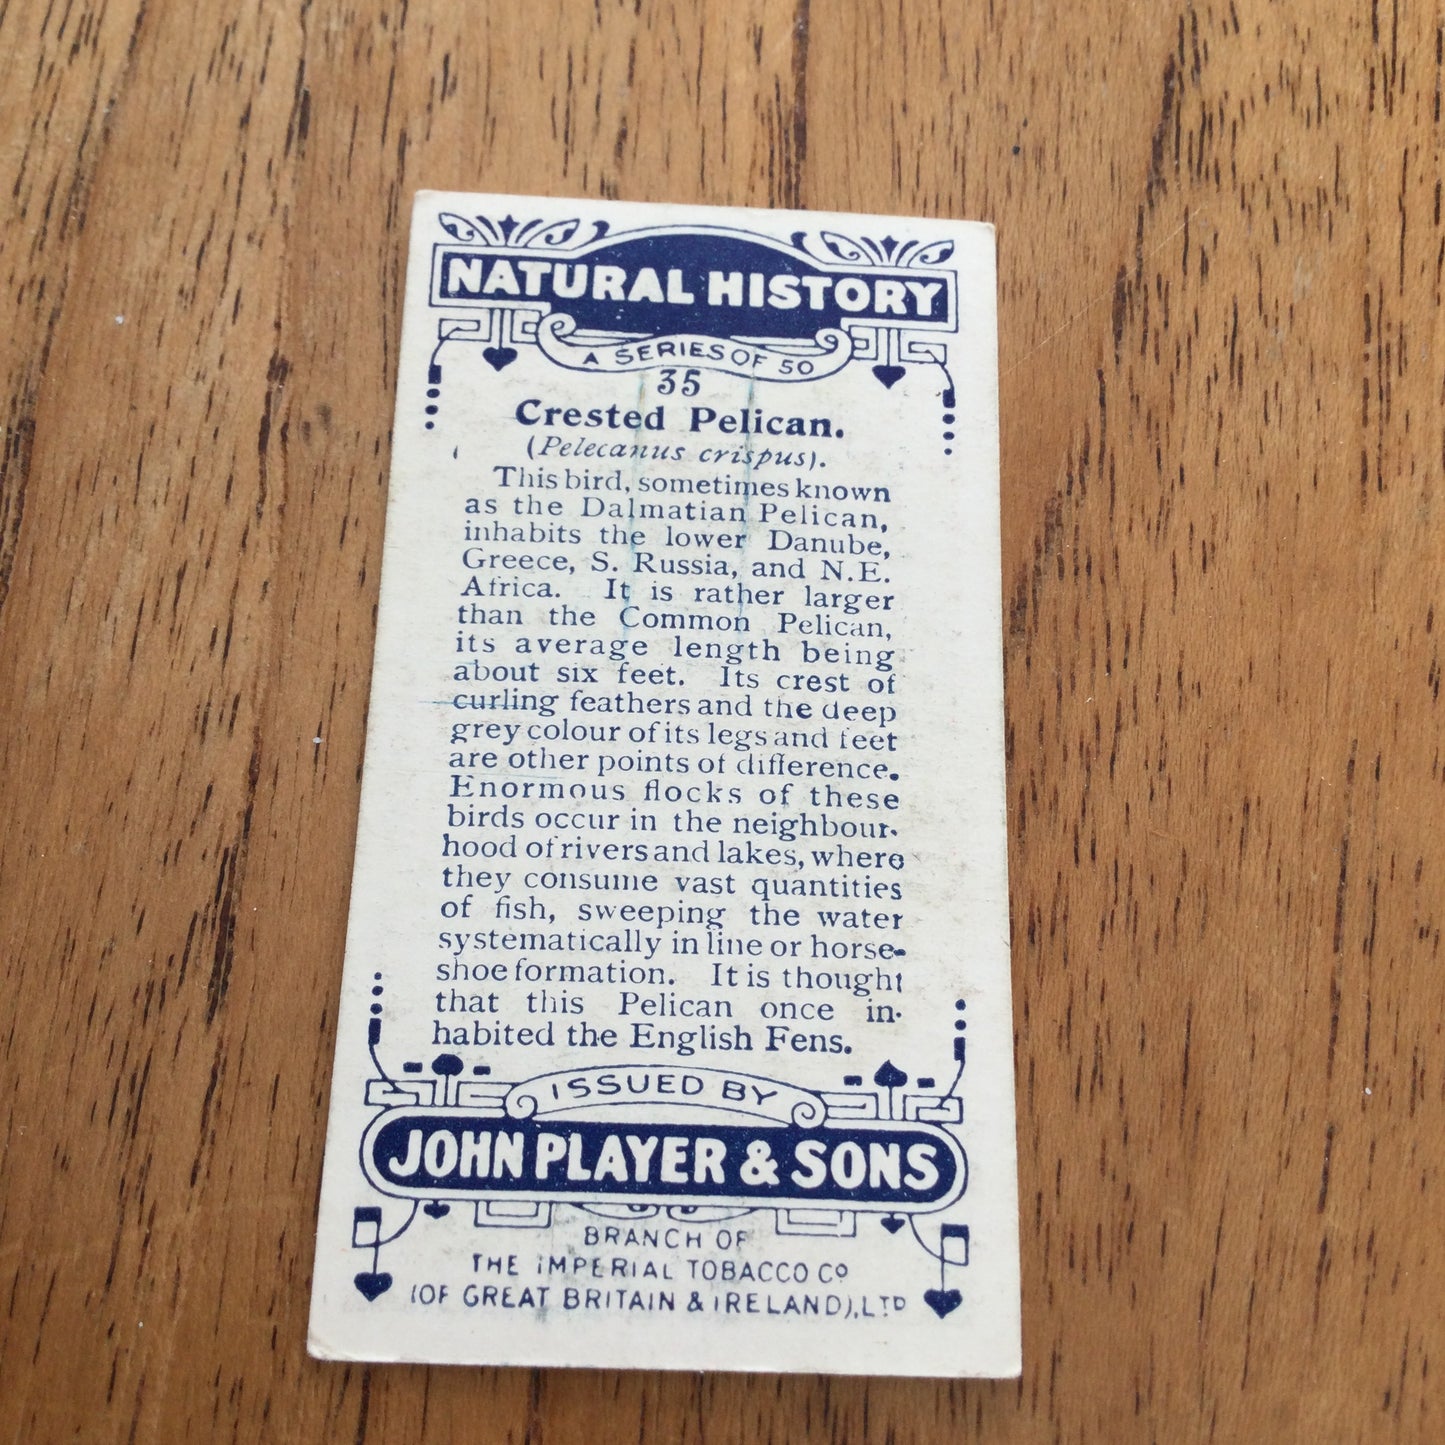 NATURAL HISTORY
A SERIES OF 50
35
Crested Pelican.
(Pelecanus crispus).
This bird, sometimes known
as the Dalmatian Pelican,
inhabits the lower Danube,
Greece, S. Russia, and N.E.
Africa. It is rather larger
than the Common Pelican,
its average length being
about six feet. Its crest of
curling feathers and the deep
grey colour of its legs and feet
are other points of difference.
Enormous flocks of these
birds occur in the neighbour-
hood of rivers and lakes, where
they consume vast quantities
of fish, sweeping the water
systematically in line or horse-
shoe formation. It is thought
that this Pelican once in-
habited the English Fens.
ISSUED BY
JOHN PLAYER & SONS
BRANCH OF
THE IMPERIAL TOBACCO Co
(OF GREAT BRITAIN & IRELAND), LTD